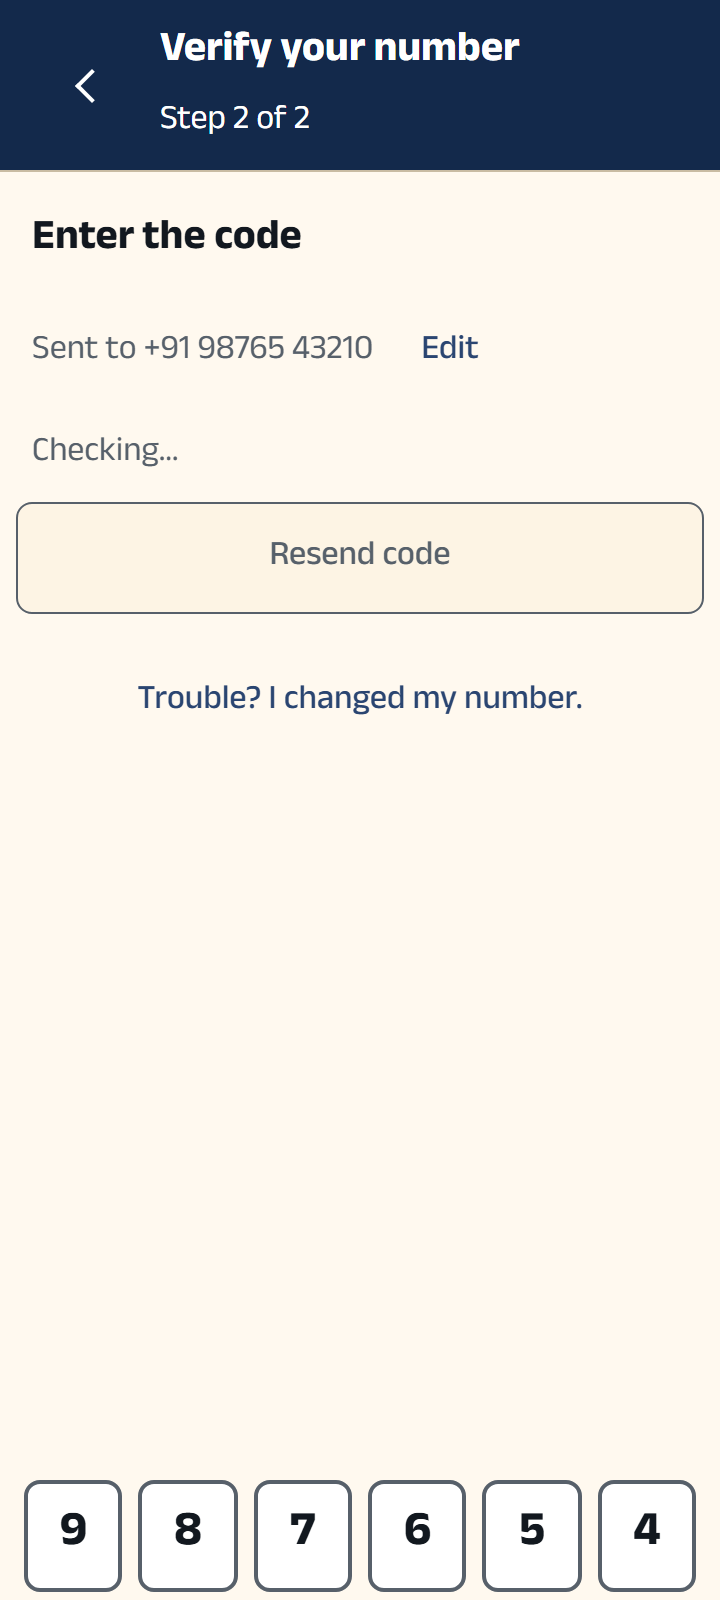 Verify your number
Step 2 of 2
Enter the code
Sent to +91 98765 43210 Edit
Checking...
Resend code
Trouble? I changed my number.
9 8 7 6 5 4